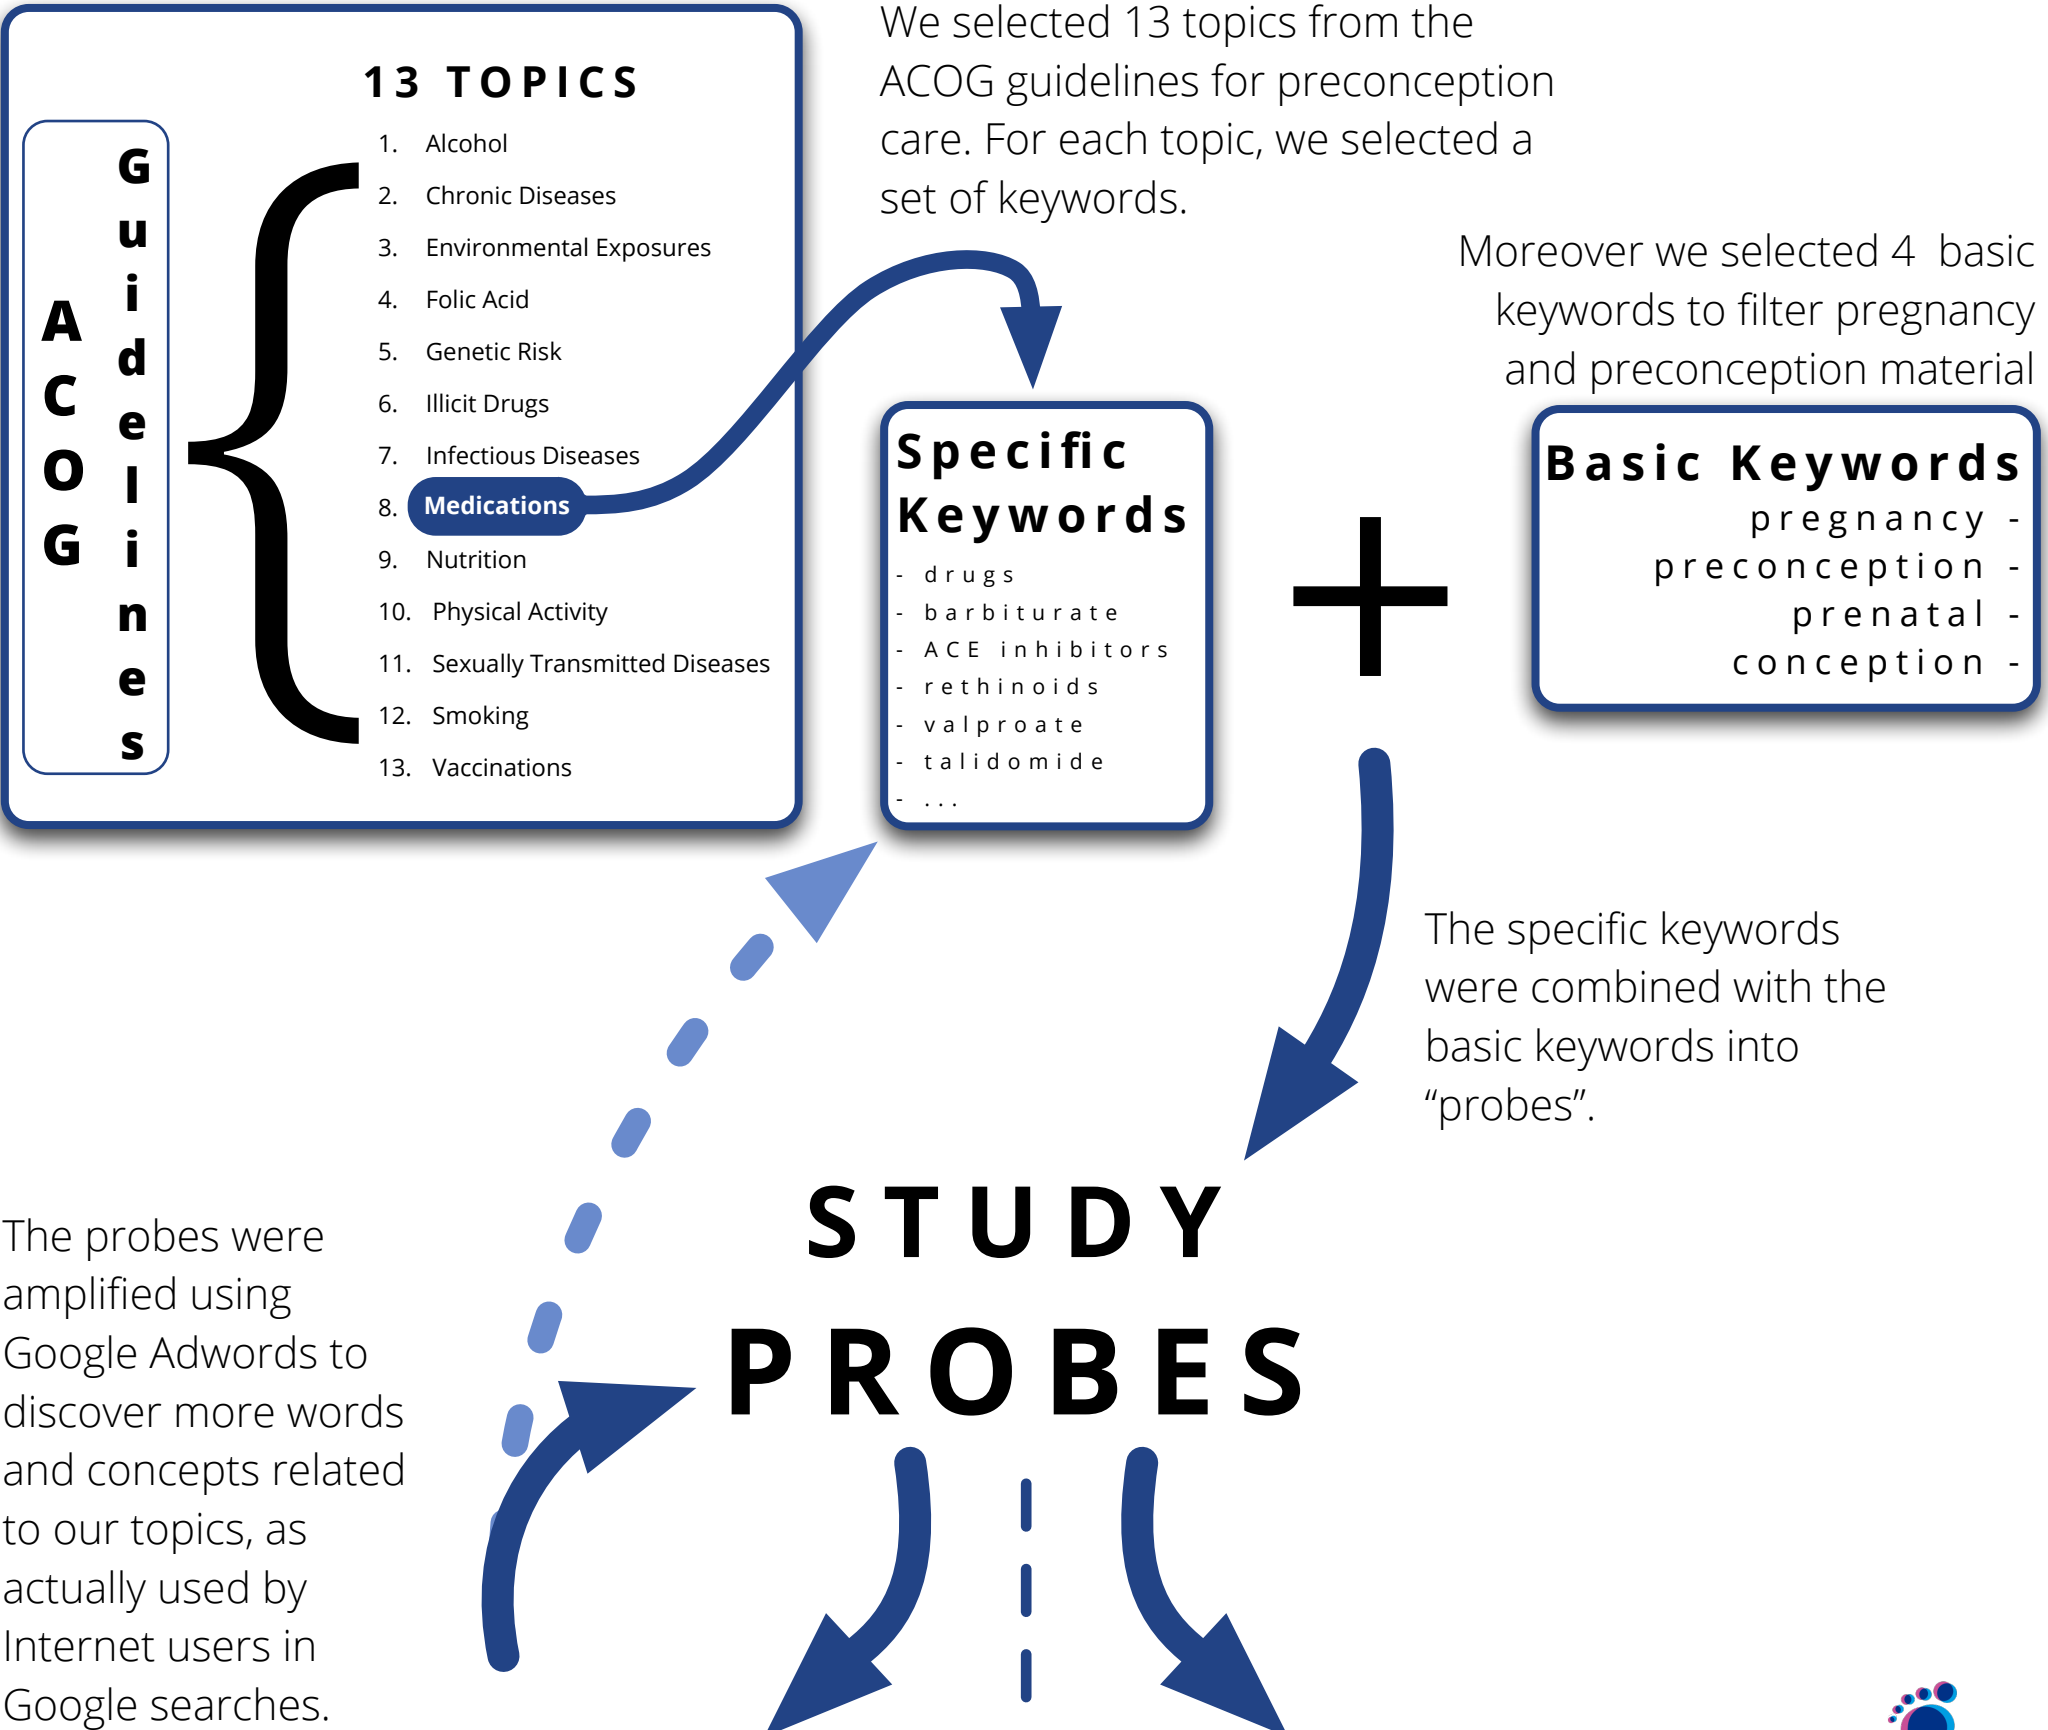 We selected 13 topics from the
ACOG guidelines for preconception
care. For each topic, we selected a
set of keywords.
13 TOPICS
ACOG
Guidelines
1. Alcohol
2. Chronic Diseases
3. Environmental Exposures
4. Folic Acid
5. Genetic Risk
6. Illicit Drugs
7. Infectious Diseases
8. Medications
9. Nutrition
10. Physical Activity
11. Sexually Transmitted Diseases
12. Smoking
13. Vaccinations
Moreover we selected 4 basic
keywords to filter pregnancy
and preconception material
Specific
Keywords
- drugs
- barbiturate
- ACE inhibitors
- rethinoids
- valproate
- talidomide
- ...
+
Basic Keywords
pregnancy -
preconception -
prenatal -
conception -
The specific keywords
were combined with the
basic keywords into
“probes”.
STUDY
PROBES
The probes were
amplified using
Google Adwords to
discover more words
and concepts related
to our topics, as
actually used by
Internet users in
Google searches.